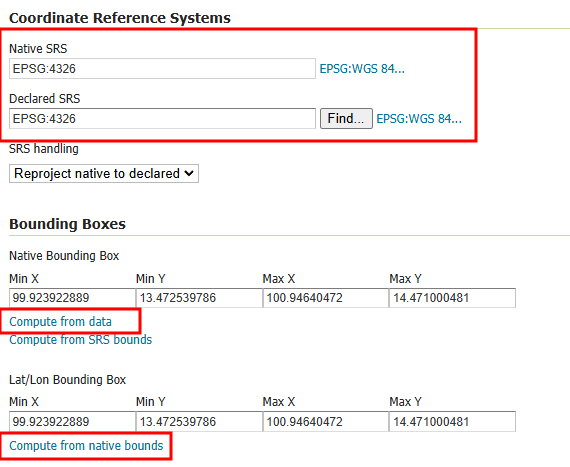 Coordinate Reference Systems
Native SRS
EPSG:4326 EPSG:WGS 84...
Declared SRS
EPSG:4326 Find... EPSG:WGS 84...
SRS handling
Reproject native to declared
Bounding Boxes
Native Bounding Box
Min X Min Y Max X Max Y
99.923922889 13.472539786 100.94640472 14.471000481
Compute from data
Compute from SRS bounds
Lat/Lon Bounding Box
Min X Min Y Max X Max Y
99.923922889 13.472539786 100.94640472 14.471000481
Compute from native bounds